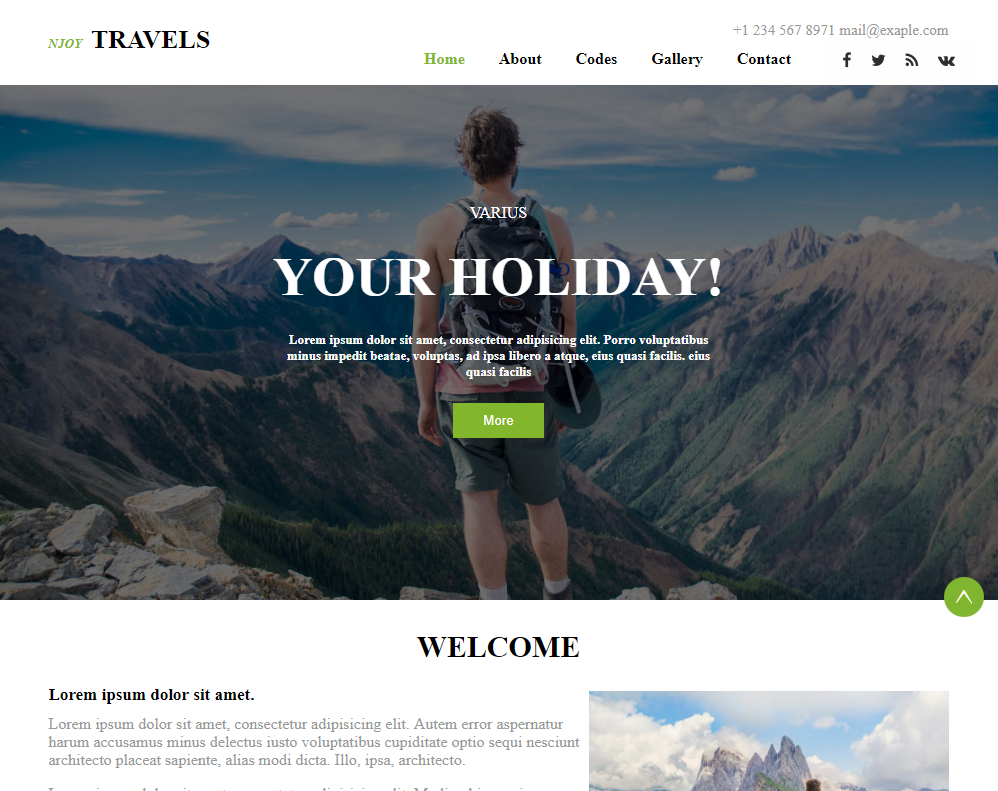 NJOY TRAVELS
+1 234 567 8971 mail@exaple.com
Home About Codes Gallery Contact
VARIUS
YOUR HOLIDAY!
Lorem ipsum dolor sit amet, consectetur adipisicing elit. Porro voluptatibus
minus impedit beatae, voluptas, ad ipsa libero a atque, eius quasi facilis. eius
quasi facilis
More
WELCOME
Lorem ipsum dolor sit amet.
Lorem ipsum dolor sit amet, consectetur adipisicing elit. Autem error aspernatur
harum accusamus minus delectus iusto voluptatibus cupiditate optio sequi nesciunt
architecto placeat sapiente, alias modi dicta. Illo, ipsa, architecto.